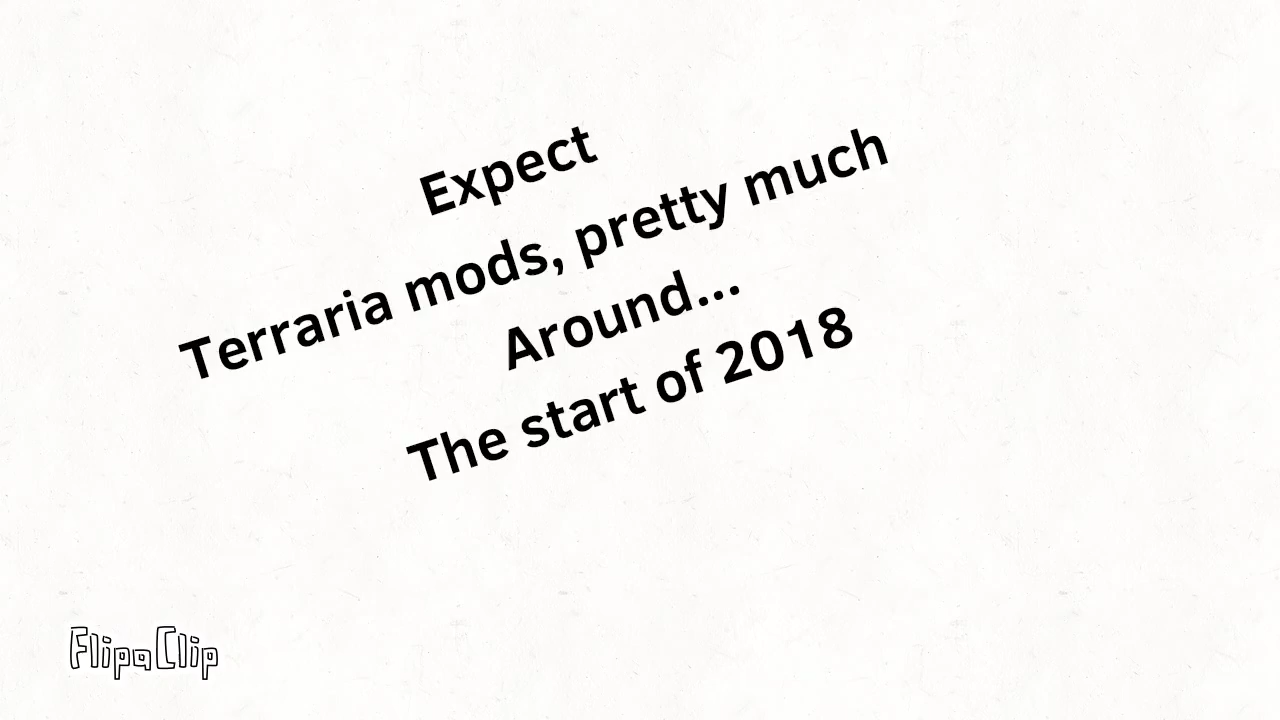 Expect
Terraria mods, pretty much
Around...
The start of 2018
FlipaClip